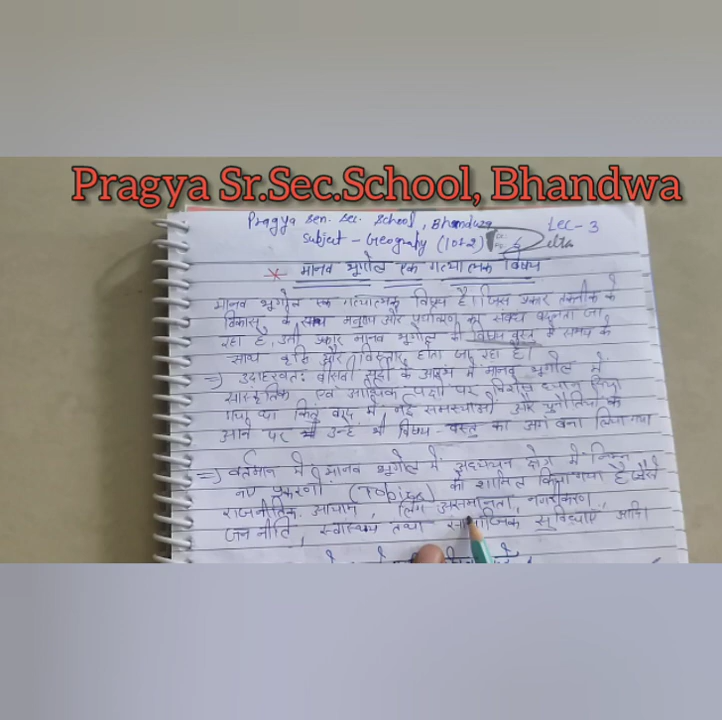 Pragya Sr.Sec.School, Bhandwa
Pragya Sen. Sec. School, Bhandwa Lec-3
Subject - Geography (10+2) Delta
* मानव भूगोल एक गत्यात्मक विषय
मानव भूगोल एक गत्यात्मक विषय है। जिस प्रकार तकनीक के
विकास के साथ मनुष्य और पर्यावरण का संबंध बदलता जा
रहा है, उसी प्रकार मानव भूगोल की विषय वस्तु में समय के
साथ वृद्धि और विस्तार होता जा रहा है।
=> उदाहरणतः बीसवीं सदी के आरंभ में मानव भूगोल में
सांस्कृतिक एवं आर्थिक पक्षों पर विशेष ध्यान दिया
गया था किंतु बाद में, नई समस्याओं और चुनौतियों के
आने पर उन्हें भी विषय-वस्तु का अंग बना लिया गया
=> वर्तमान में मानव भूगोल में अध्ययन क्षेत्र में निम्न
नए प्रकरणों (Topics) को शामिल किया गया है जैसे
राजनीतिक आयाम, लिंग असमानता, नगरीकरण,
जन नीति, स्वास्थ्य तथा सामाजिक सुविधाएं आदि।